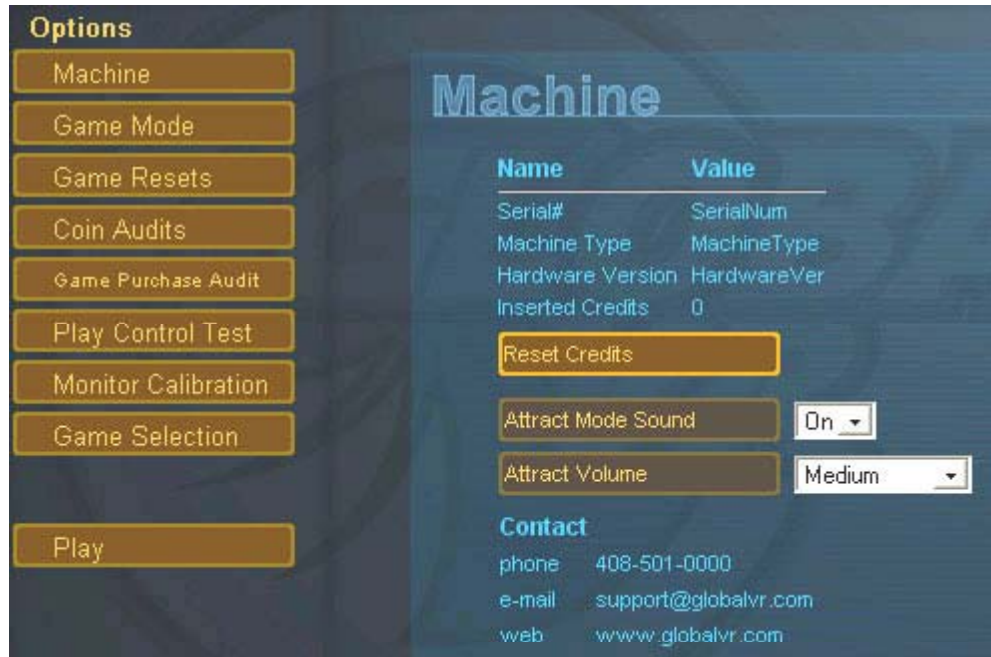 Options
Machine
Game Mode
Game Resets
Coin Audits
Game Purchase Audit
Play Control Test
Monitor Calibration
Game Selection
Play
Machine
Name Value
Serial# SerialNum
Machine Type MachineType
Hardware Version HardwareVer
Inserted Credits 0
Reset Credits
Attract Mode Sound On
Attract Volume Medium
Contact
phone 408-501-0000
e-mail support@globalvr.com
web www.globalvr.com